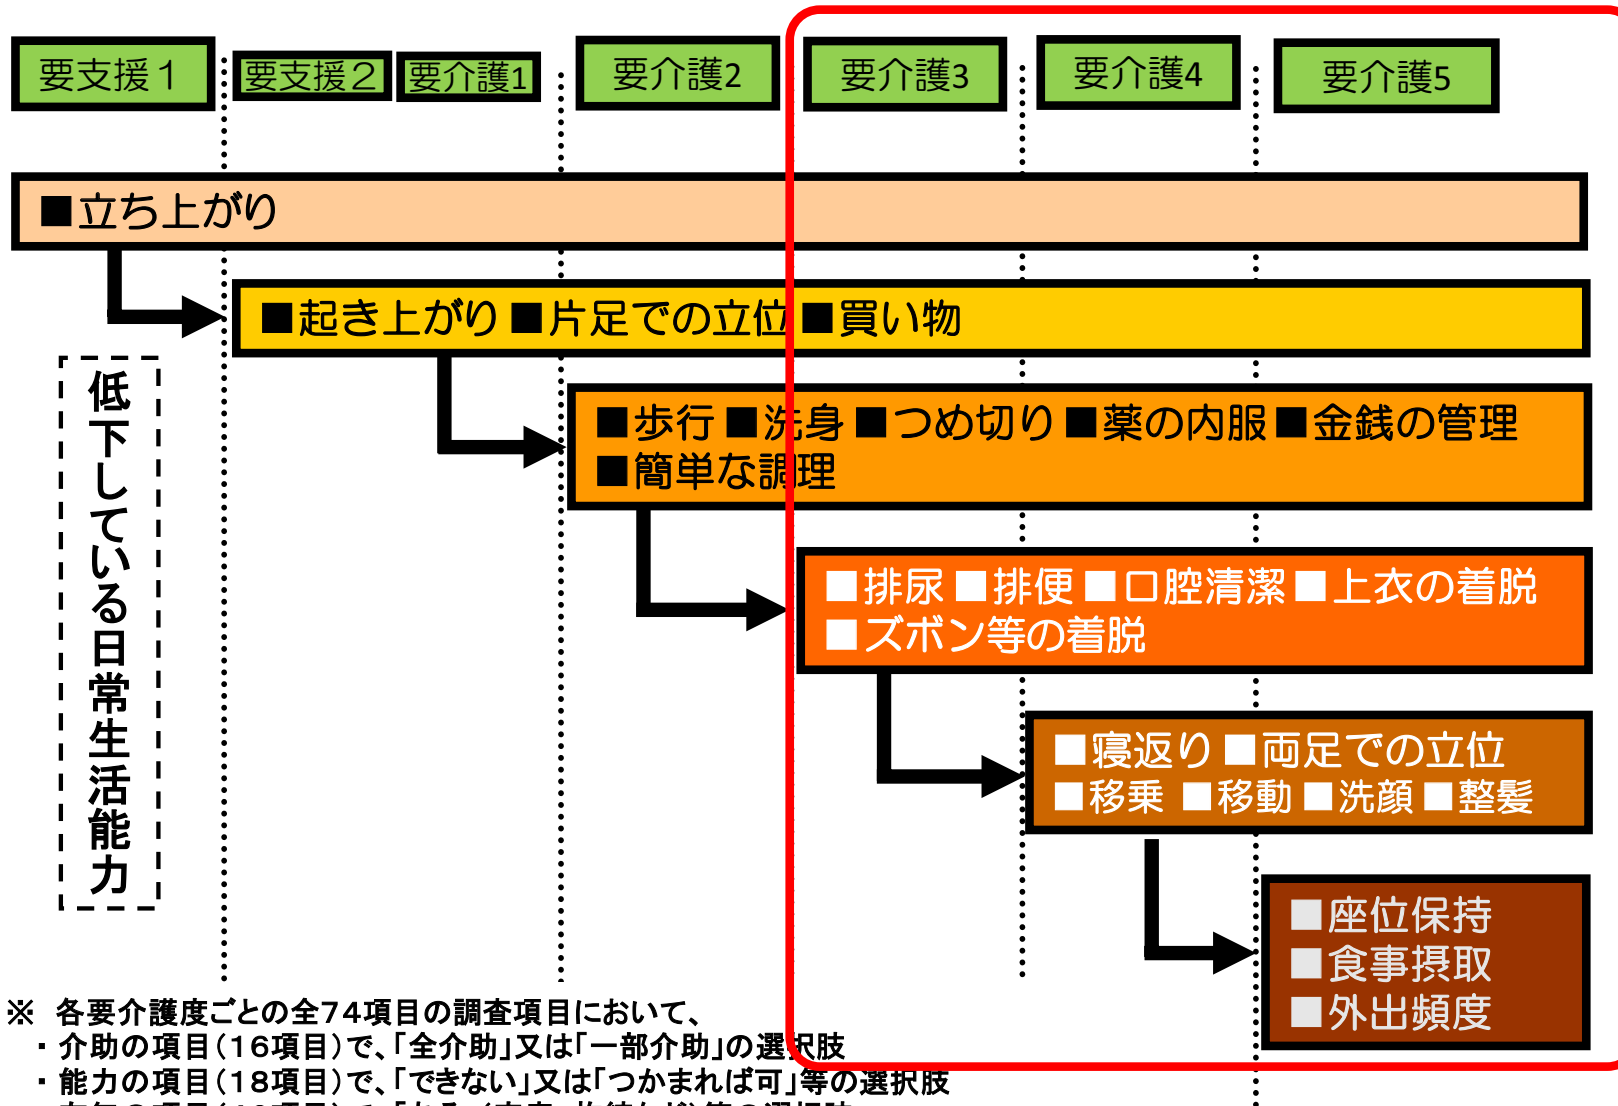 要支援１
要支援２
要介護1
要介護2
要介護3
要介護4
要介護5
■立ち上がり
■起き上がり ■片足での立位 ■買い物
■歩行 ■洗身 ■つめ切り ■薬の内服 ■金銭の管理
■簡単な調理
■排尿 ■排便 ■口腔清潔 ■上衣の着脱
■ズボン等の着脱
■寝返り ■両足での立位
■移乗 ■移動 ■洗顔 ■整髪
■座位保持
■食事摂取
■外出頻度
低下している日常生活能力
※ 各要介護度ごとの全74項目の調査項目において、
・介助の項目(16項目)で、「全介助」又は「一部介助」の選択肢
・能力の項目(18項目)で、「できない」又は「つかまれば可」等の選択肢